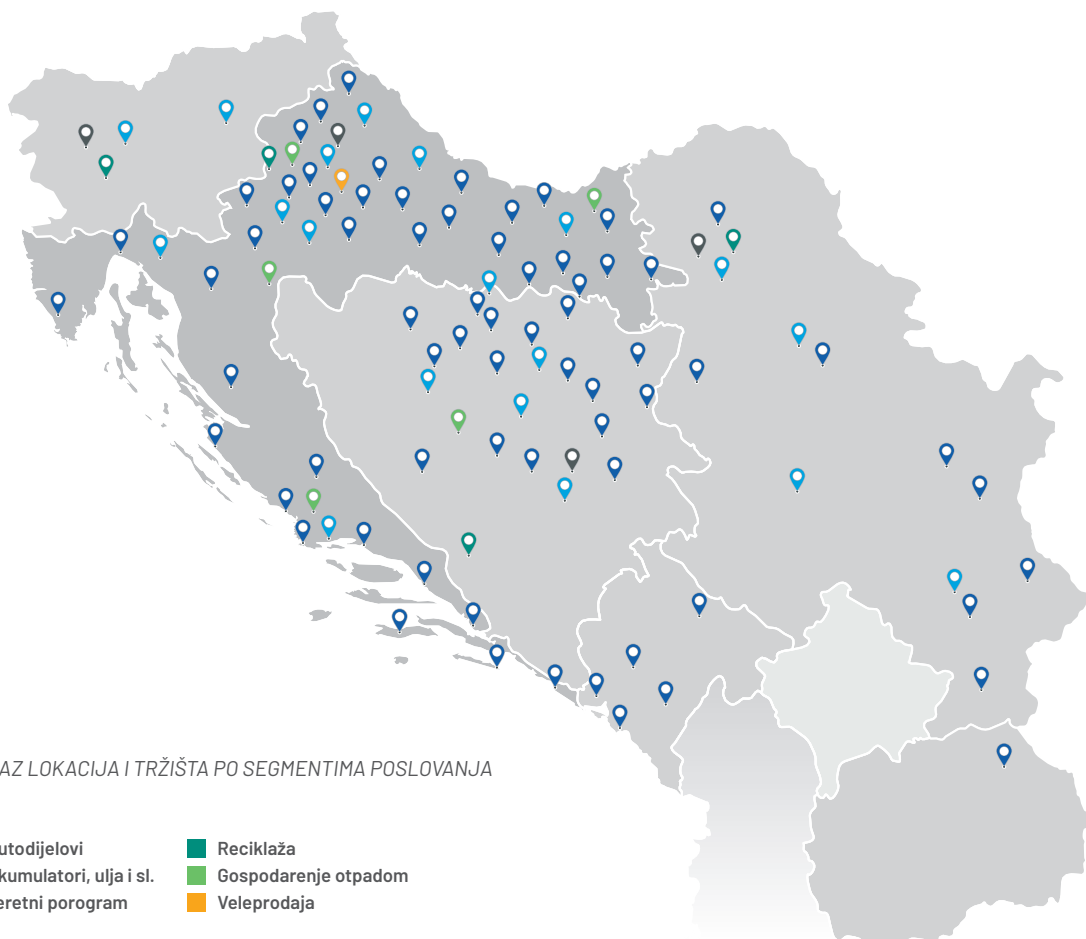 AZ LOKACIJA I TRŽIŠTA PO SEGMENTIMA POSLOVANJA
utodijelovi
kumulatori, ulja i sl.
eretni porogram
Reciklaža
Gospodarenje otpadom
Veleprodaja